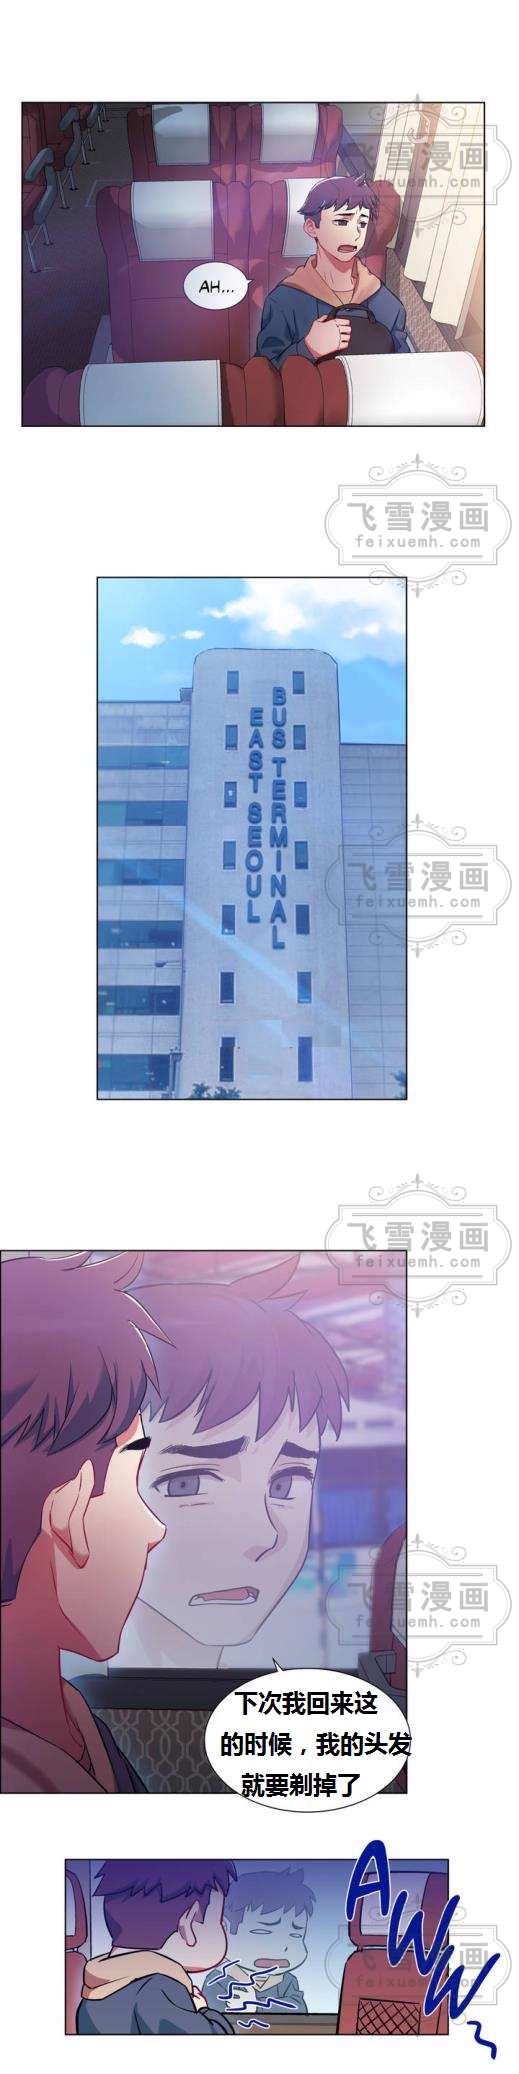 飞雪漫画
feixuemh.com
AH...
飞雪漫画
feixuemh.com
BUS TERMINAL
EAST SEOUL
飞雪漫画
feixuemh.com
飞雪漫画
feixuemh.com
飞雪漫画
feixuemh.com
下次我回来这
的时候，我的头发
就要剃掉了
AWW~
飞雪漫画
feixuemh.com